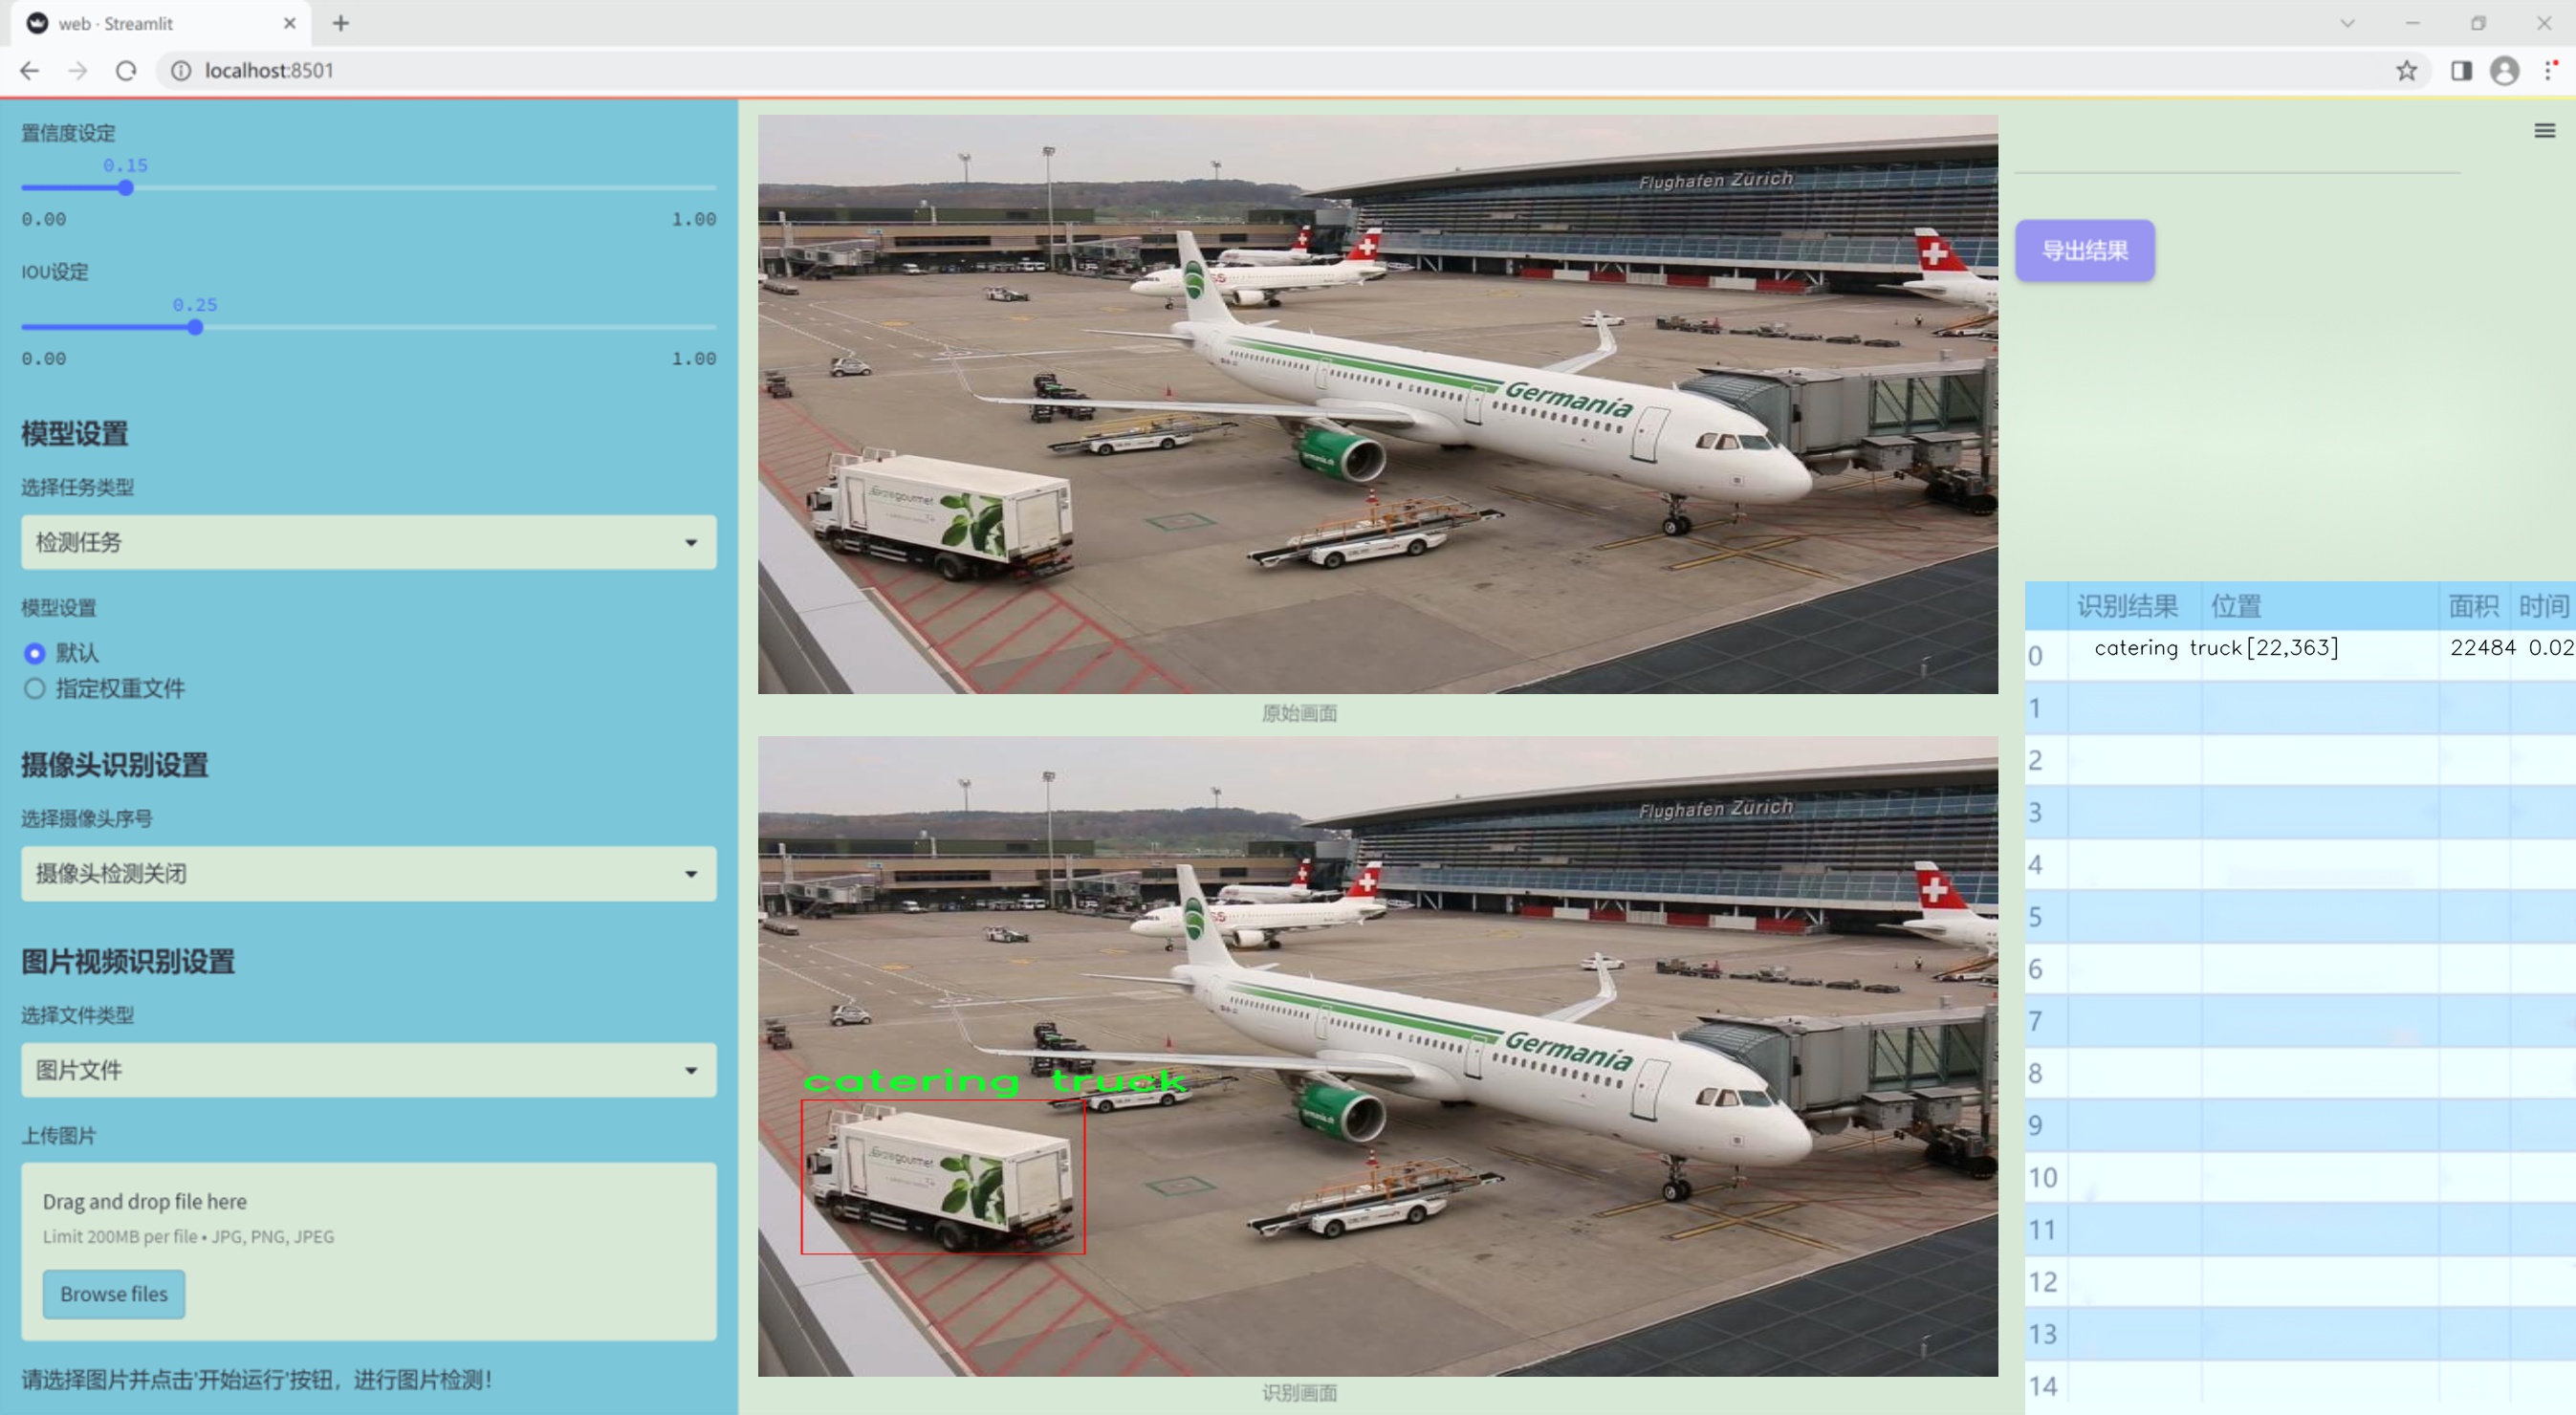 web · Streamlit
localhost:8501
置信度设定
0.15
0.00 1.00
IOU设定
0.25
0.00 1.00
模型设置
选择任务类型
检测任务
模型设置
默认
指定权重文件
摄像头识别设置
选择摄像头序号
摄像头检测关闭
图片视频识别设置
选择文件类型
图片文件
上传图片
Drag and drop file here
Limit 200MB per file • JPG, PNG, JPEG
Browse files
请选择图片并点击'开始运行'按钮，进行图片检测！
Flughafen Zürich
Germania
gourmet
原始画面
Flughafen Zürich
Germania
catering truck
gourmet
识别画面
导出结果
识别结果 位置 面积 时间
0 catering truck[22,363] 22484 0.02
1
2
3
4
5
6
7
8
9
10
11
12
13
14